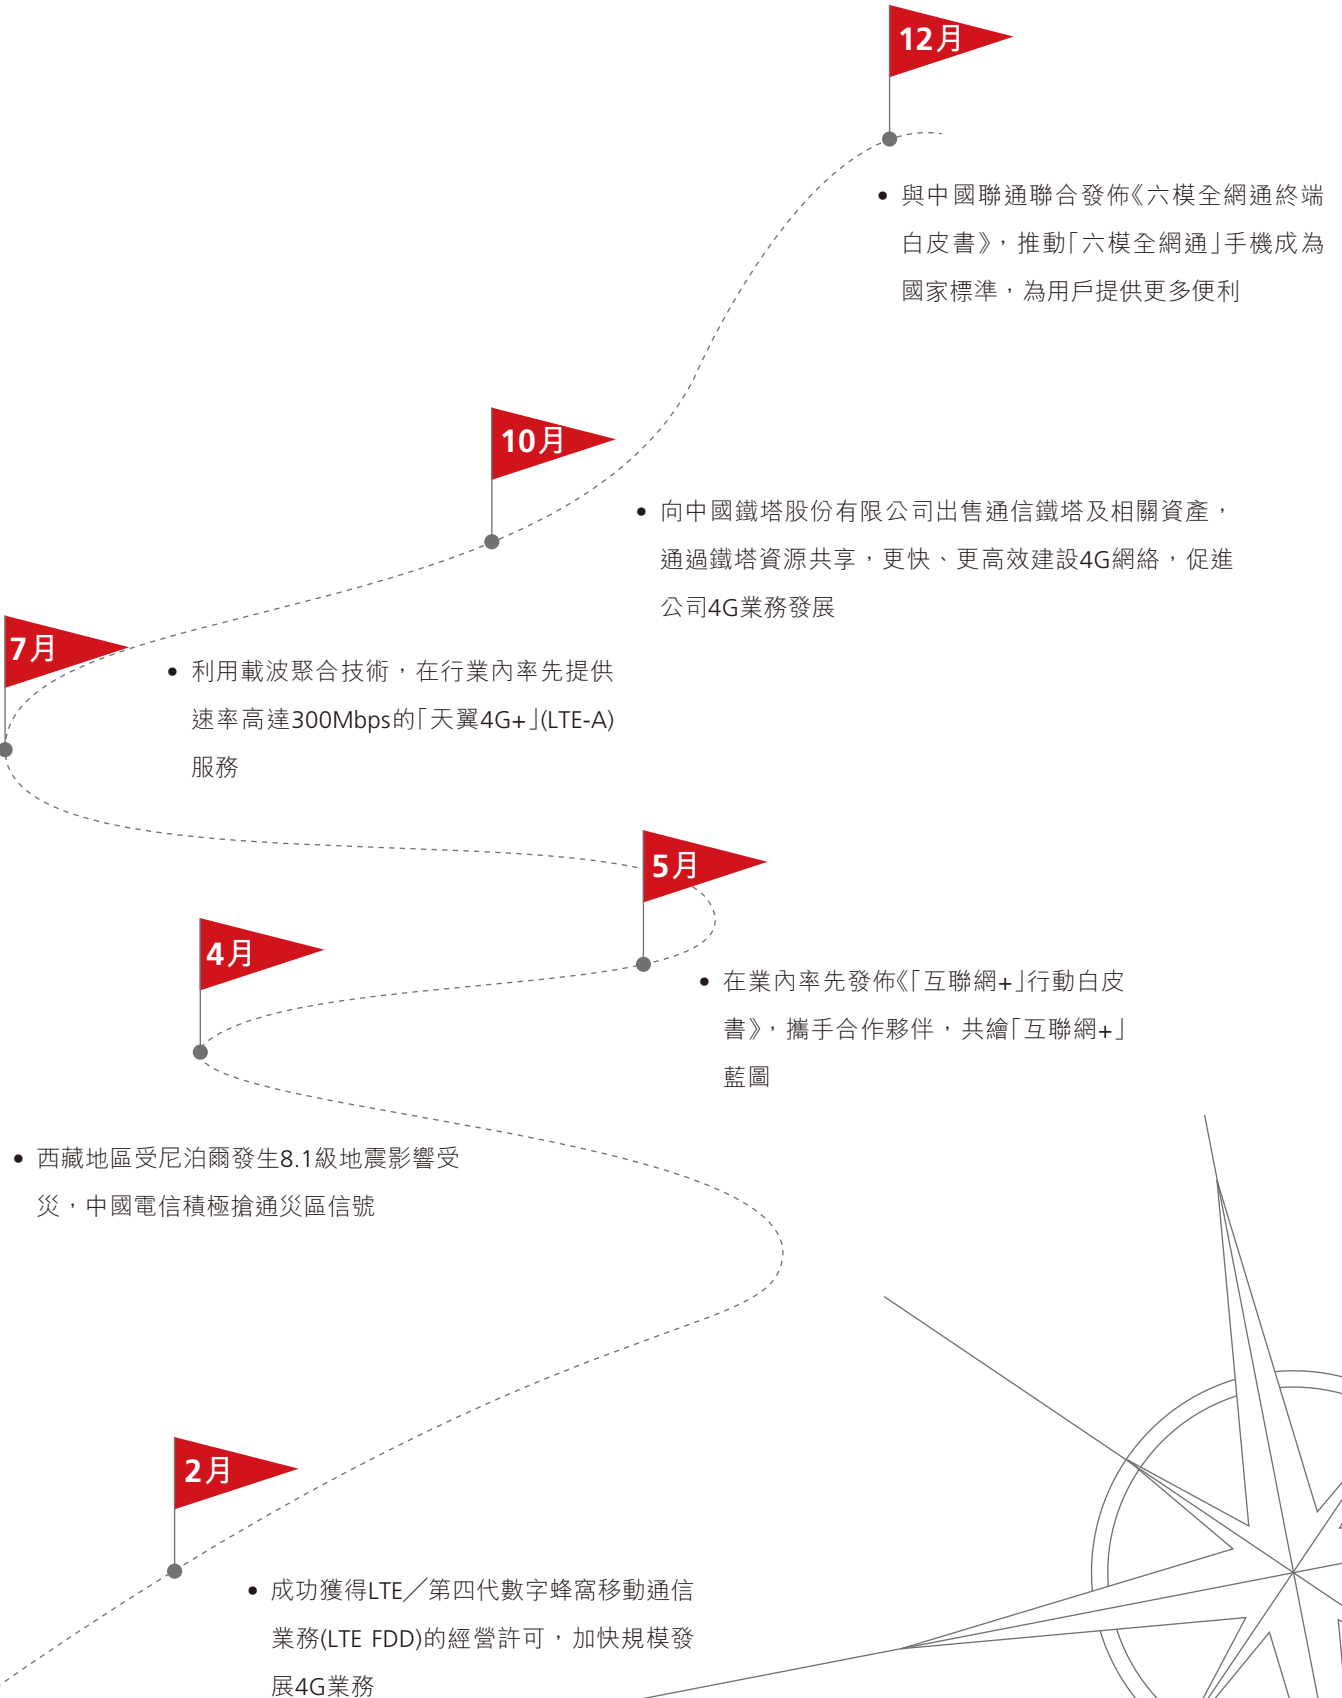 12月
• 與中國聯通聯合發佈《六模全網通終端
白皮書》，推動「六模全網通」手機成為
國家標準，為用戶提供更多便利
10月
• 向中國鐵塔股份有限公司出售通信鐵塔及相關資產，
通過鐵塔資源共享，更快、更高效建設4G網絡，促進
公司4G業務發展
7月
• 利用載波聚合技術，在行業內率先提供
速率高達300Mbps的「天翼4G+」(LTE-A)
服務
5月
• 在業內率先發佈《「互聯網+」行動白皮
書》，攜手合作夥伴，共繪「互聯網+」
藍圖
4月
• 西藏地區受尼泊爾發生8.1級地震影響受
災，中國電信積極搶通災區信號
2月
• 成功獲得LTE／第四代數字蜂窩移動通信
業務(LTE FDD)的經營許可，加快規模發
展4G業務